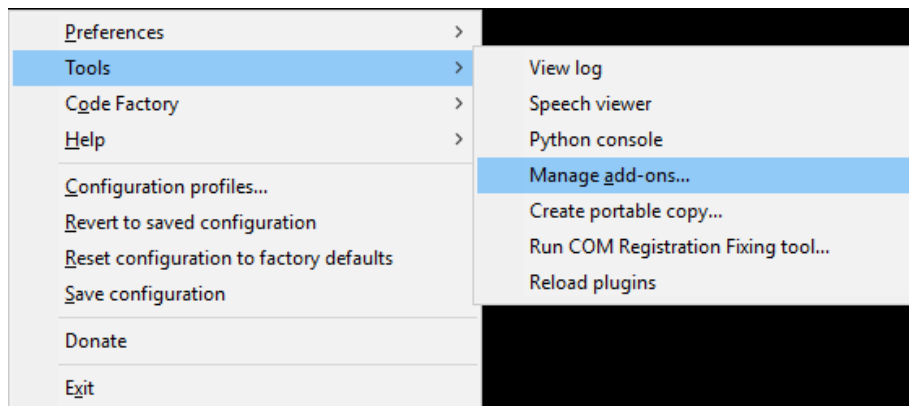 Preferences
Tools
Code Factory
Help
Configuration profiles...
Revert to saved configuration
Reset configuration to factory defaults
Save configuration
Donate
Exit
View log
Speech viewer
Python console
Manage add-ons...
Create portable copy...
Run COM Registration Fixing tool...
Reload plugins